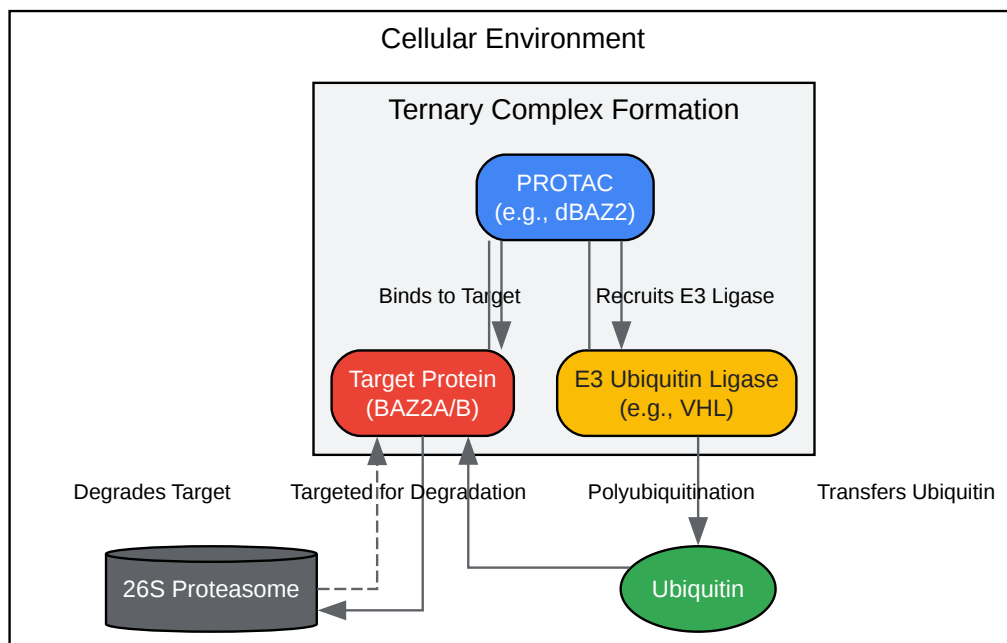 Cellular Environment
Ternary Complex Formation
PROTAC
(e.g., dBAZ2)
Binds to Target
Recruits E3 Ligase
Target Protein
(BAZ2A/B)
E3 Ubiquitin Ligase
(e.g., VHL)
Degrades Target
Targeted for Degradation
Polyubiquitination
Transfers Ubiquitin
26S Proteasome
Ubiquitin